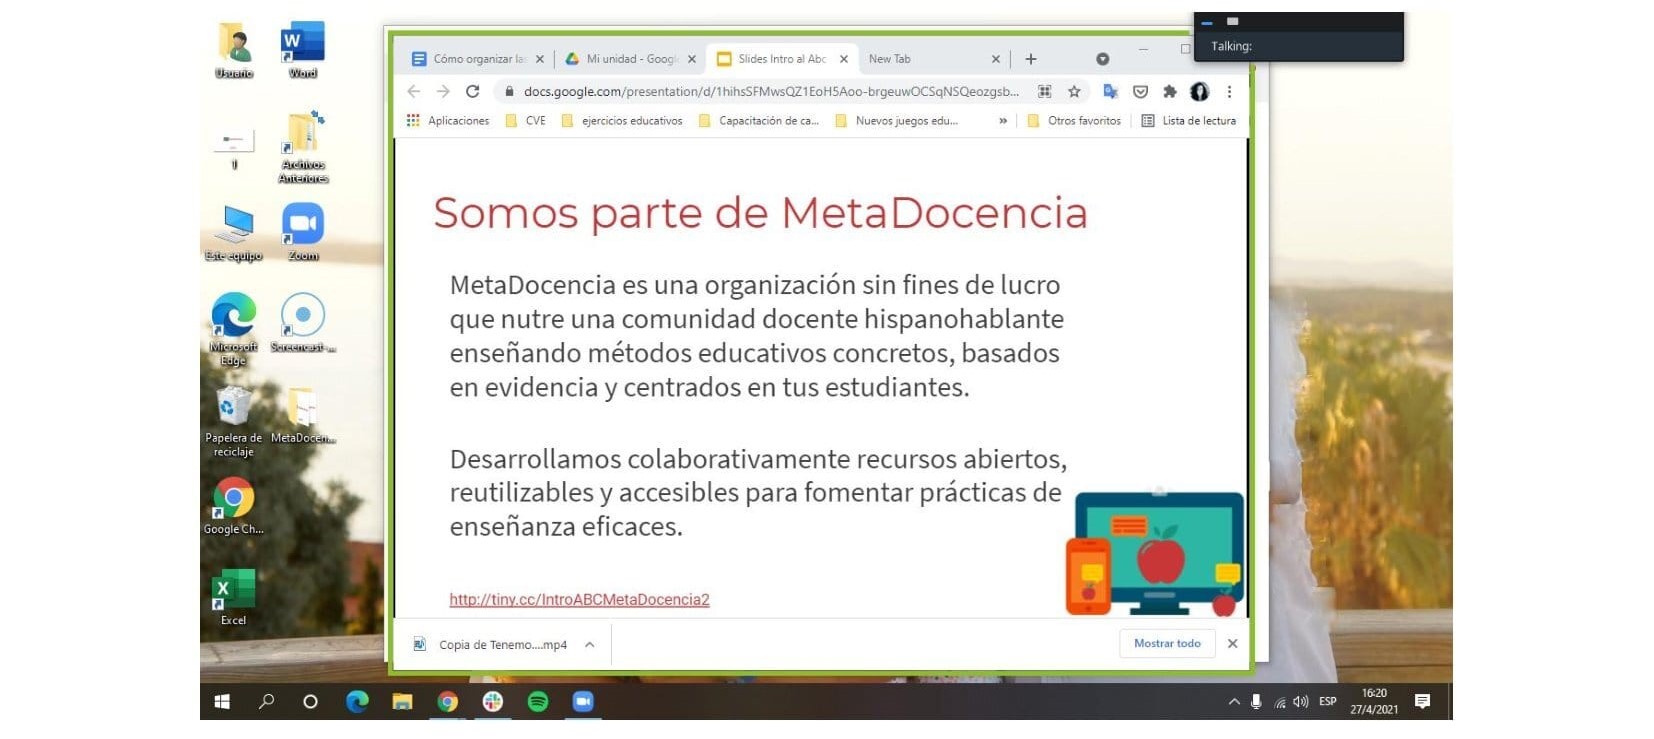 Talking:
Cómo organizar la
Mi unidad - Googl
Slides Intro al Abc
New Tab
docs.google.com/presentation/d/1hihsSFMwsQZ1EoH5Aoo-brgeuwOCSqNSQeozgsb...
Aplicaciones
CVE
ejercicios educativos
Capacitación de ca...
Nuevos juegos edu...
»
Otros favoritos
Lista de lectura
Somos parte de MetaDocencia
MetaDocencia es una organización sin fines de lucro
que nutre una comunidad docente hispanohablante
enseñando métodos educativos concretos, basados
en evidencia y centrados en tus estudiantes.
Desarrollamos colaborativamente recursos abiertos,
reutilizables y accesibles para fomentar prácticas de
enseñanza eficaces.
http://tiny.cc/IntroABCMetaDocencia2
Copia de Tenemo....mp4
Mostrar todo
Usuario
Word
1
Archivos
Anteriores
Este equipo
Zoom
Microsoft
Edge
Screencast-...
Papelera de
reciclaje
MetaDocen...
Google Ch...
Excel
ESP
16:20
27/4/2021